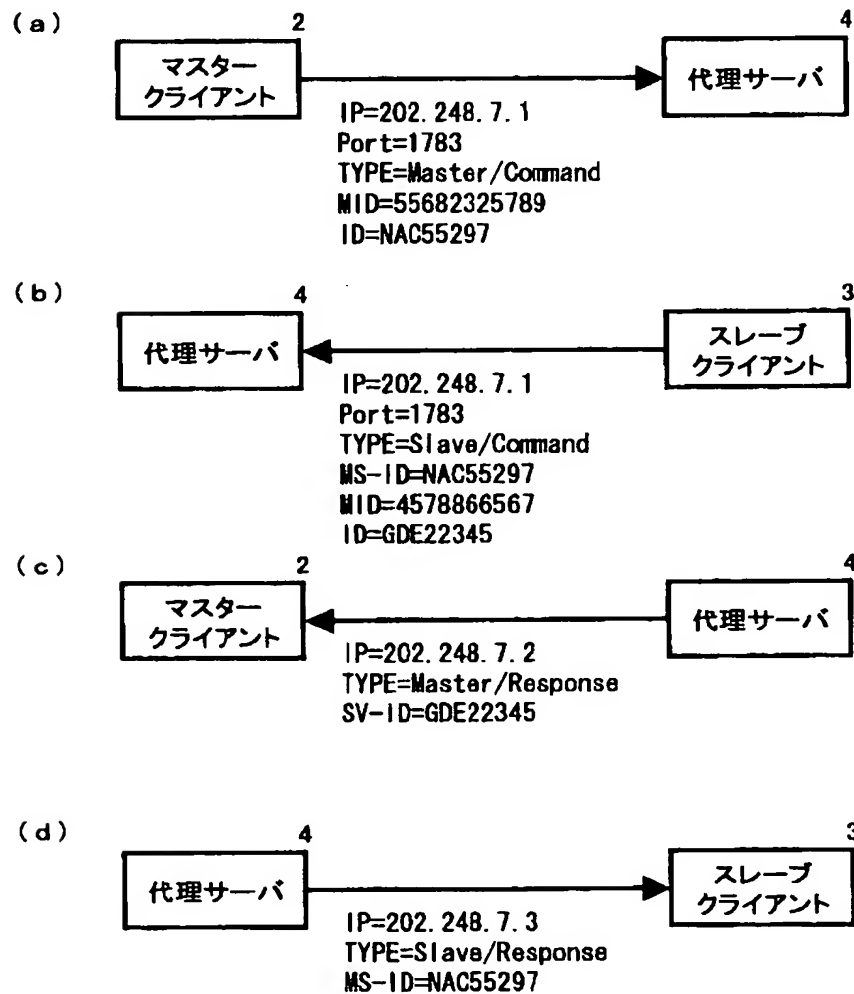 (a)
2
4
マスター
クライアント
代理サーバ
IP=202.248.7.1
Port=1783
TYPE=Master/Command
MID=55682325789
ID=NAC55297
(b)
4
3
代理サーバ
スレーブ
クライアント
IP=202.248.7.1
Port=1783
TYPE=Slave/Command
MS-ID=NAC55297
MID=4578866567
ID=GDE22345
(c)
2
4
マスター
クライアント
代理サーバ
IP=202.248.7.2
TYPE=Master/Response
SV-ID=GDE22345
(d)
4
3
代理サーバ
スレーブ
クライアント
IP=202.248.7.3
TYPE=Slave/Response
MS-ID=NAC55297